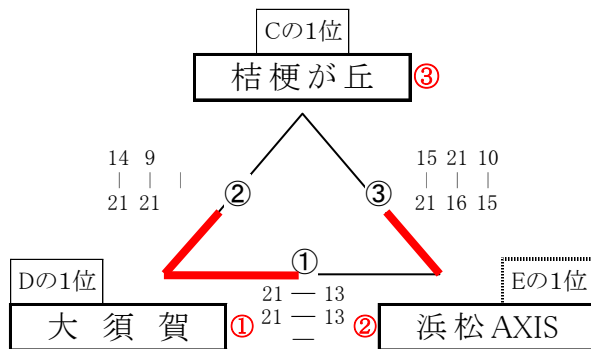 Cの1位
桔梗が丘 ③
14 9
| | |
21 21
②
15 21 10
| | |
21 16 15
③
①
Dの1位
Eの1位
21 — 13
21 — 13
—
大須賀 ①
② 浜松AXIS